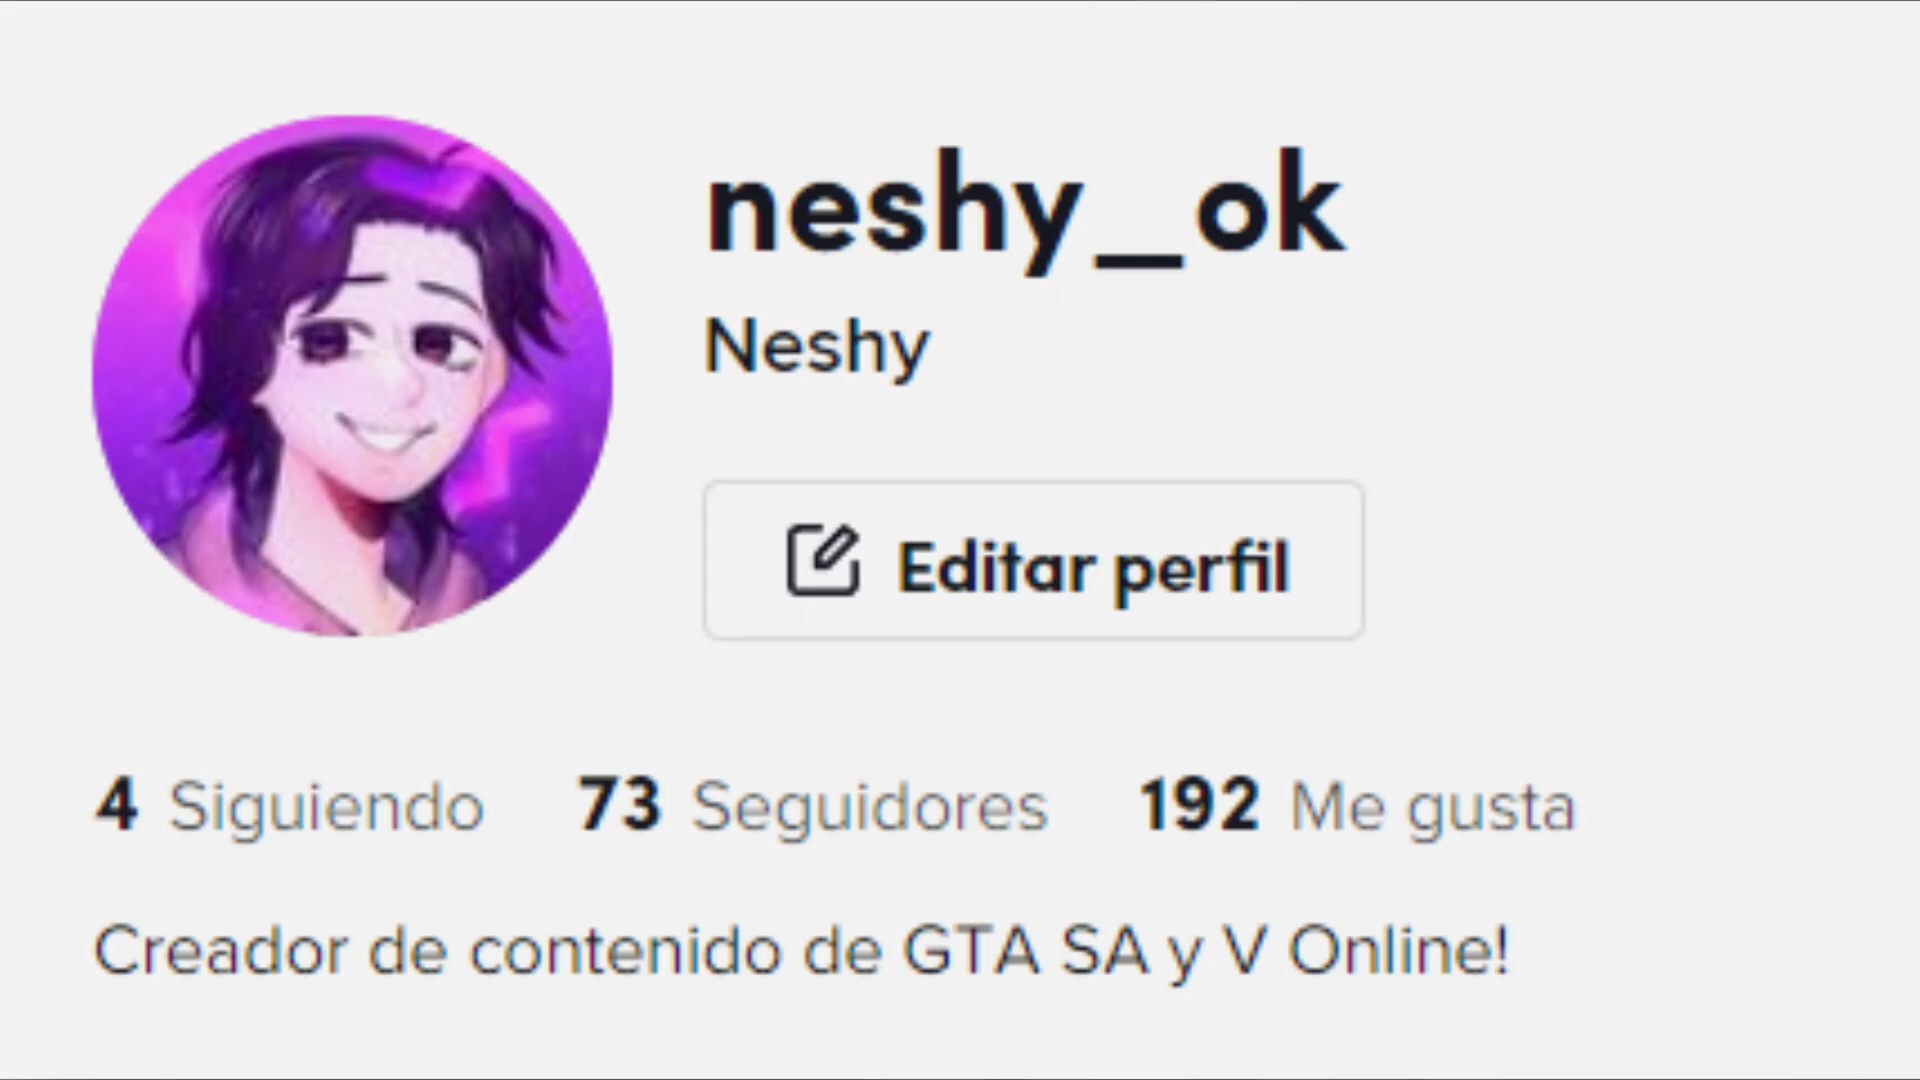 neshy_ok
Neshy
Editar perfil
4 Siguiendo 73 Seguidores 192 Me gusta
Creador de contenido de GTA SA y V Online!